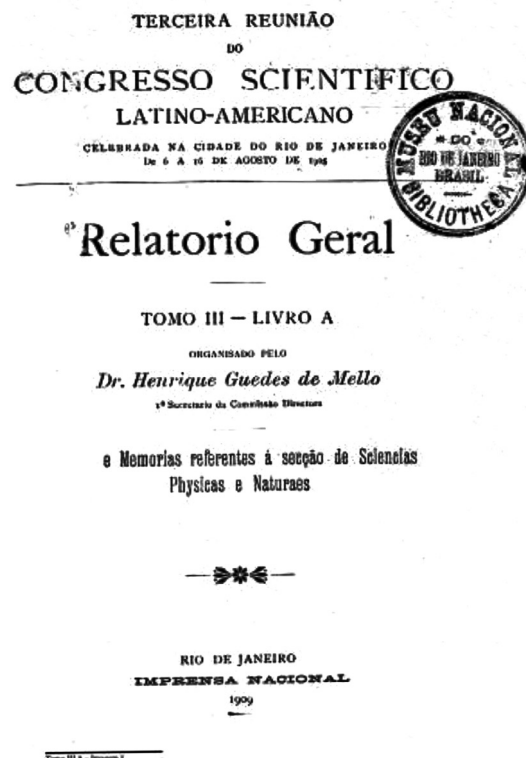 TERCEIRA REUNIÃO
DO
CONGRESSO SCIENTIFICO
LATINO-AMERICANO
CELEBRADA NA CIDADE DO RIO DE JANEIRO
De 6 A 16 DE AGOSTO DE 1905
MUSEU NACIONAL
DO
RIO DE JANEIRO
BRASIL
BIBLIOTHECA
Relatorio Geral
TOMO III — LIVRO A
ORGANISADO PELO
Dr. Henrique Guedes de Mello
1º Secretario da Commissão Directora
e Memorias referentes á secção de Sciencias
Physicas e Naturaes
RIO DE JANEIRO
IMPRENSA NACIONAL
1909